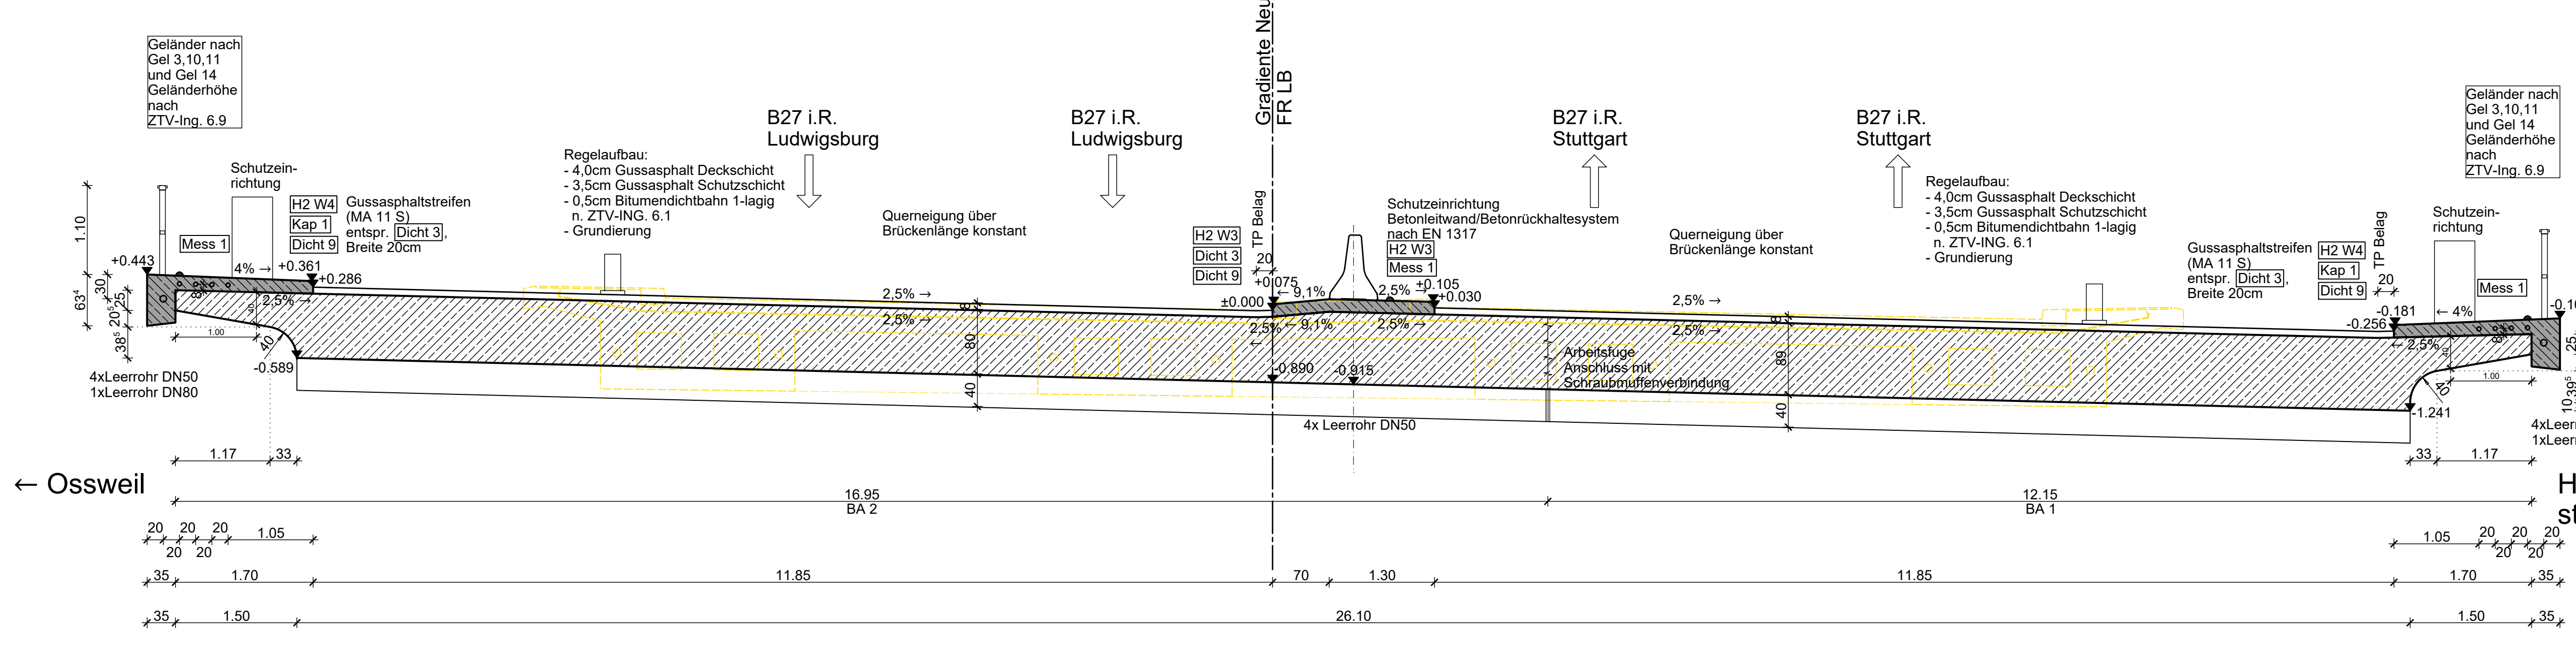 Gradiente Neu
FR LB
Geländer nach
Gel 3,10,11
und Gel 14
Geländerhöhe
nach
ZTV-Ing. 6.9
Geländer nach
Gel 3,10,11
und Gel 14
Geländerhöhe
nach
ZTV-Ing. 6.9
B27 i.R.
Ludwigsburg
B27 i.R.
Ludwigsburg
B27 i.R.
Stuttgart
B27 i.R.
Stuttgart
Schutzein-
richtung
H2 W4
Kap 1
Dicht 9
Mess 1
Gussasphaltstreifen
(MA 11 S)
entspr. Dicht 3,
Breite 20cm
Regelaufbau:
- 4,0cm Gussasphalt Deckschicht
- 3,5cm Gussasphalt Schutzschicht
- 0,5cm Bitumendichtbahn 1-lagig
n. ZTV-ING. 6.1
- Grundierung
Querneigung über
Brückenlänge konstant
H2 W3
Dicht 3
Dicht 9
TP Belag
20
Schutzeinrichtung
Betonleitwand/Betonrückhaltesystem
nach EN 1317
H2 W3
Mess 1
Querneigung über
Brückenlänge konstant
Regelaufbau:
- 4,0cm Gussasphalt Deckschicht
- 3,5cm Gussasphalt Schutzschicht
- 0,5cm Bitumendichtbahn 1-lagig
n. ZTV-ING. 6.1
- Grundierung
Gussasphaltstreifen
(MA 11 S)
entspr. Dicht 3,
Breite 20cm
H2 W4
Kap 1
Dicht 9
TP Belag
20
Schutzein-
richtung
Mess 1
1.10
+0.443
4% →
+0.361
+0.286
63⁴
30
25
20⁵
38⁵
8
2,5% →
40
1.00
40
-0.589
2,5% →
8
2,5% →
80
40
+0.075
±0.000
← 9,1%
2,5% →
+0.105
+0.030
2,5%
←
← 9,1%
2,5% →
-0.890
-0.915
2,5% →
8
2,5% →
89
40
Arbeitsfuge
Anschluss mit
Schraubmuffenverbindung
-0.181
← 4%
-0.256
← 2,5%
40
8
1.00
40
-1.241
25
39⁵
10
4xLeerrohr DN50
1xLeerrohr DN80
4x Leerrohr DN50
1.17
33
33
1.17
← Ossweil
16.95
BA 2
12.15
BA 1
20
20
20
20
20
1.05
1.05
20
20
20
20
20
35
1.70
11.85
70
1.30
11.85
1.70
35
35
1.50
26.10
1.50
35